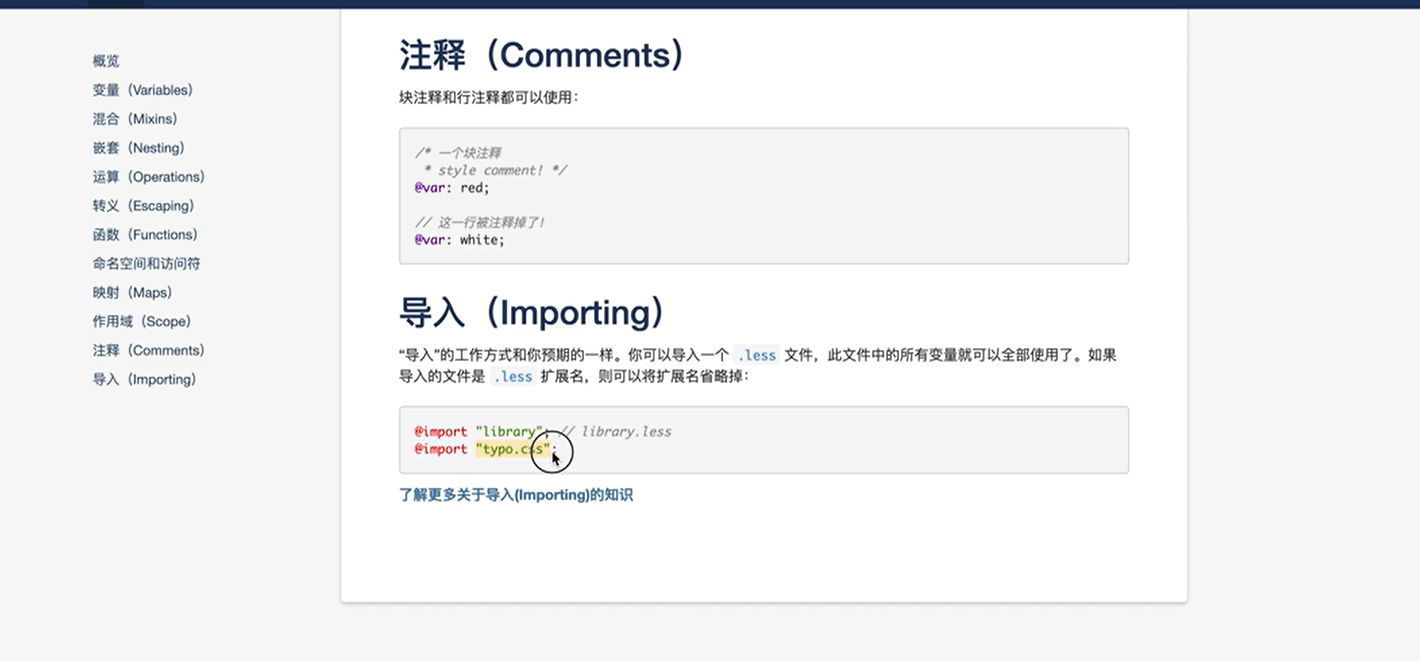 概览
变量（Variables）
混合（Mixins）
嵌套（Nesting）
运算（Operations）
转义（Escaping）
函数（Functions）
命名空间和访问符
映射（Maps）
作用域（Scope）
注释（Comments）
导入（Importing）
注释（Comments）
块注释和行注释都可以使用：
/* 一个块注释
 * style comment! */
@var: red;
// 这一行被注释掉了!
@var: white;
导入（Importing）
“导入”的工作方式和你预期的一样。你可以导入一个 .less 文件，此文件中的所有变量就可以全部使用了。如果
导入的文件是 .less 扩展名，则可以将扩展名省略掉：
@import "library"; // library.less
@import "typo.css";
了解更多关于导入(Importing)的知识